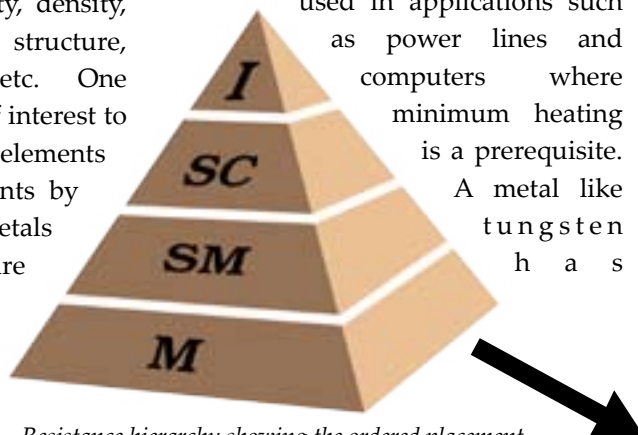 ty, density,
structure,
etc. One
interest to
elements
nts by
etals
re
I
SC
SM
M
used in applications such
as power lines and
computers where
minimum heating
is a prerequisite.
A metal like
tungsten
has
Resistance hierarchy showing the ordered placement